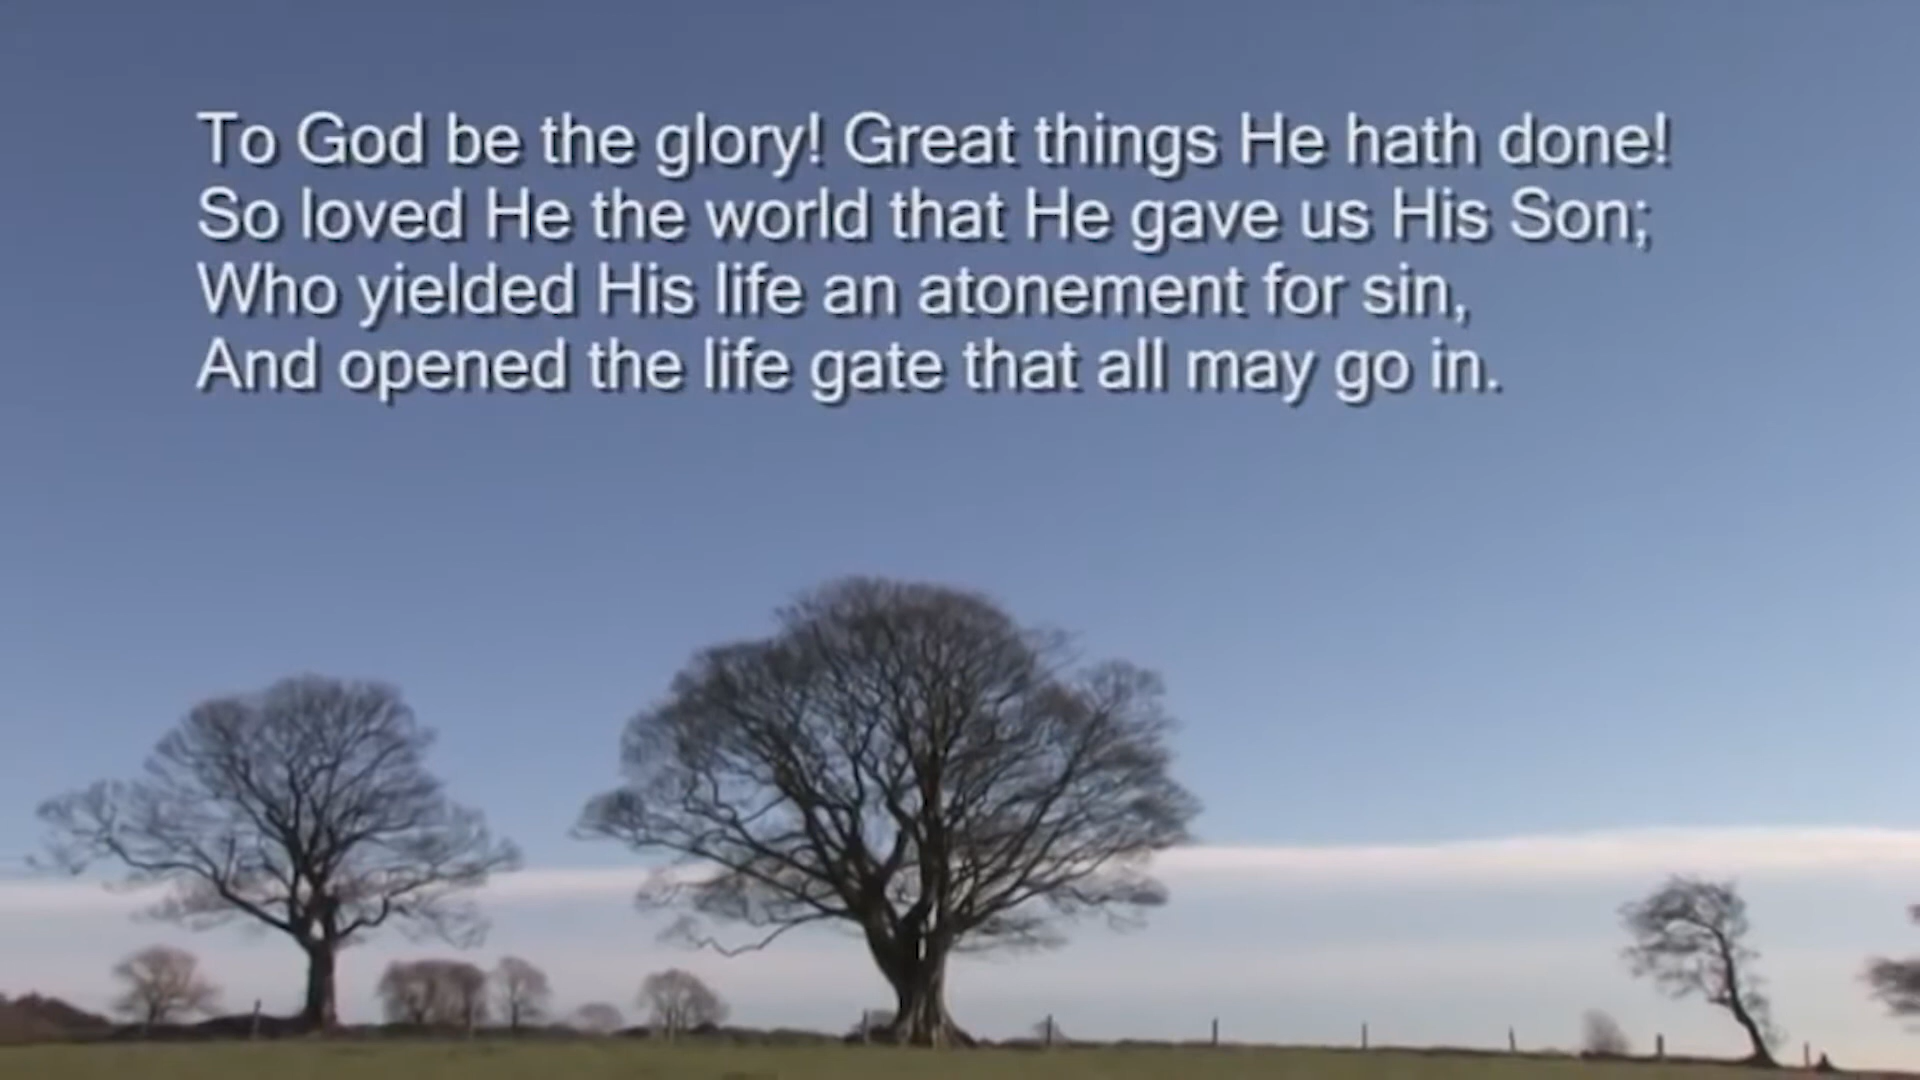 To God be the glory! Great things He hath done!
So loved He the world that He gave us His Son;
Who yielded His life an atonement for sin,
And opened the life gate that all may go in.